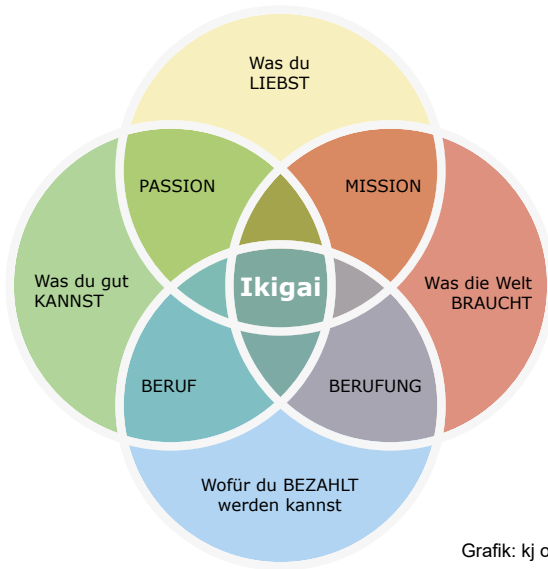 Was du
LIEBST
PASSION
MISSION
Was du gut
KANNST
Ikigai
Was die Welt
BRAUCHT
BERUF
BERUFUNG
Wofür du BEZAHLT
werden kannst
Grafik: kj